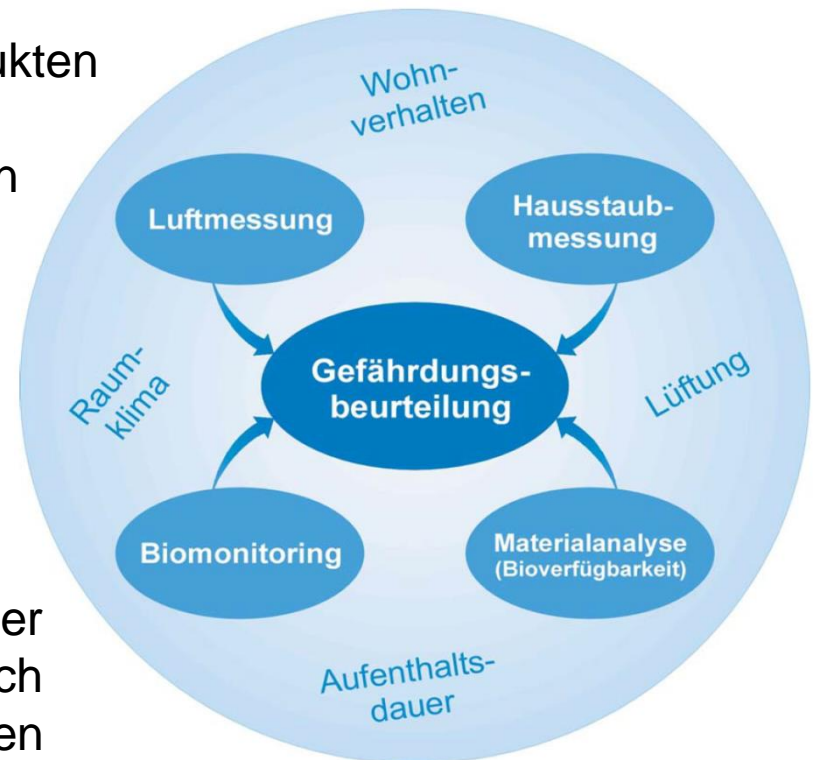 ukten
Wohn-
verhalten
Luftmessung
Hausstaub-
messung
Raum-
klima
Gefährdungs-
beurteilung
Lüftung
Biomonitoring
Materialanalyse
(Bioverfügbarkeit)
er
ch
en
Aufenthalts-
dauer